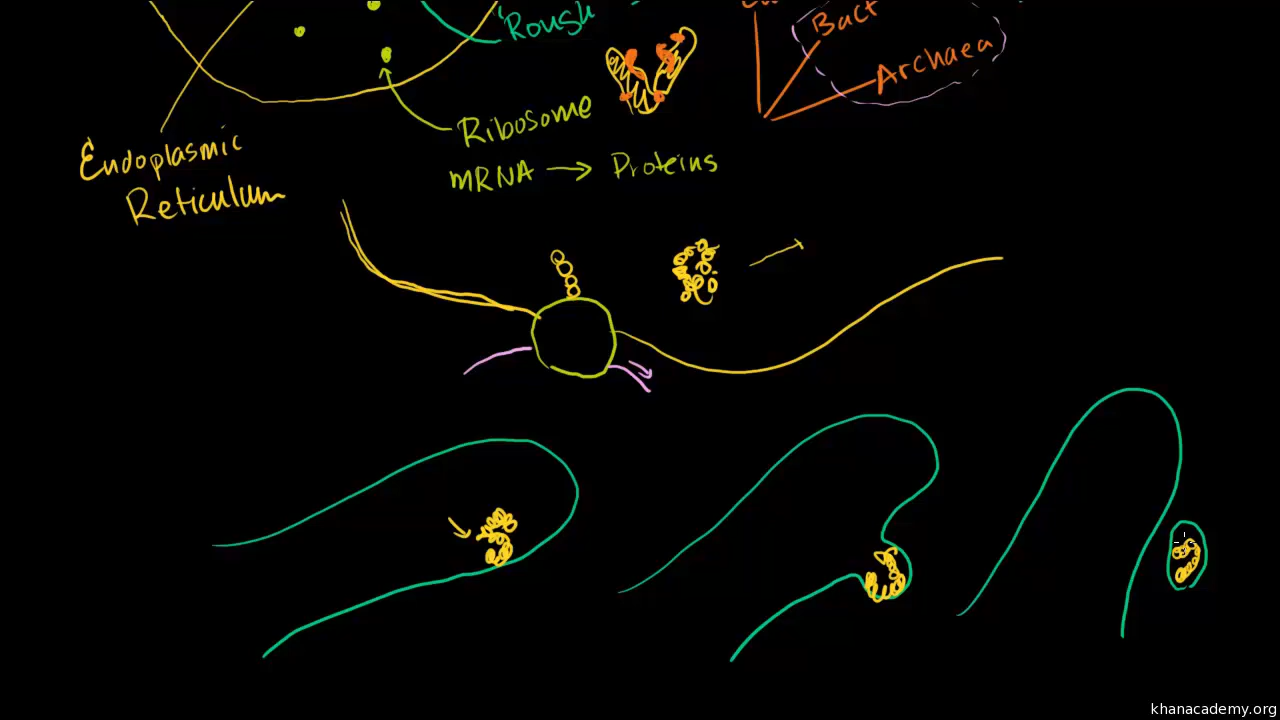 "Rough
Bact
Archaea
Ribosome
mRNA → Proteins
Endoplasmic
Reticulum
khanacademy.org